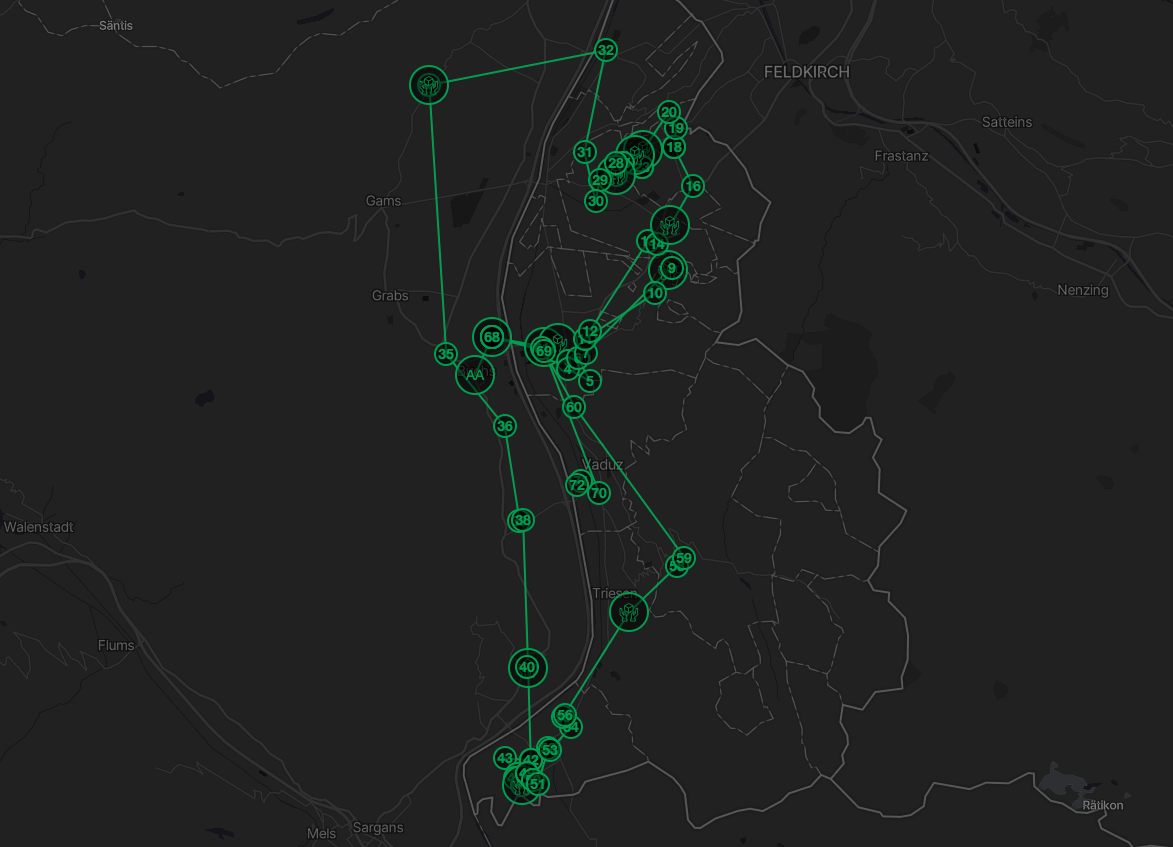 Säntis
32
FELDKIRCH
20
Satteins
19
18
31
28
Frastanz
29
16
30
Gams
14
9
Nenzing
10
Grabs
12
68
69
35
7
4
AA
5
60
36
Vaduz
72
70
38
Walenstadt
59
Triesen
Flums
40
56
53
43
42
51
Rätikon
Sargans
Mels